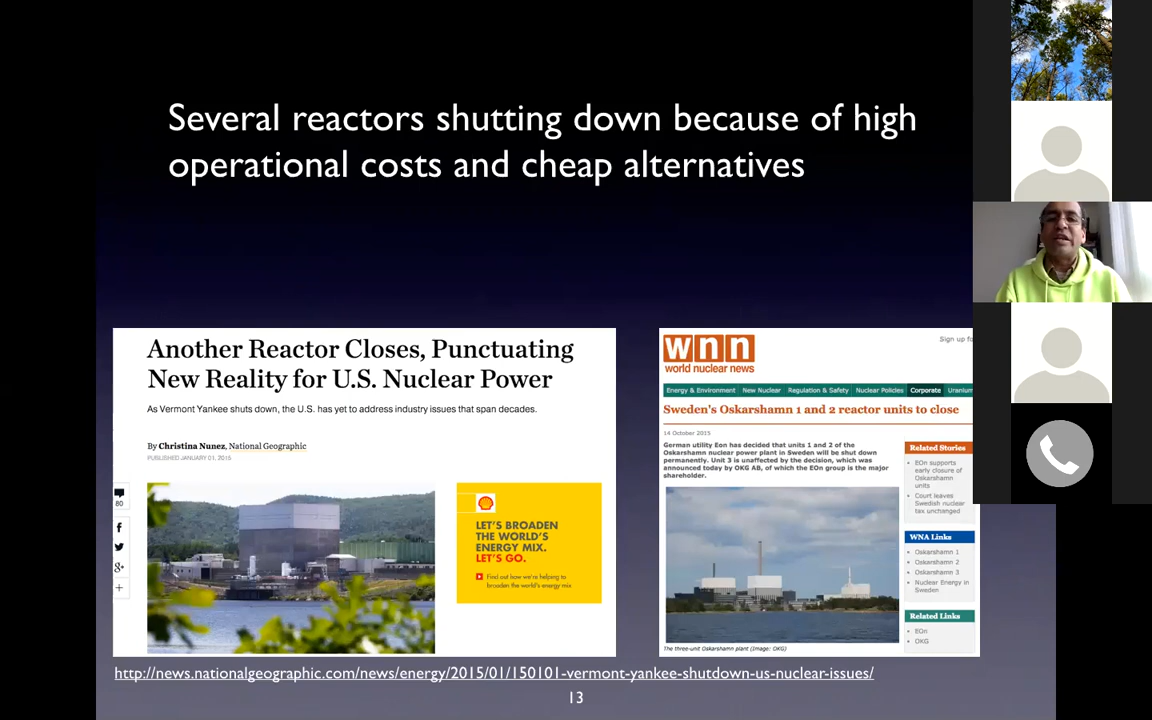 Several reactors shutting down because of high
operational costs and cheap alternatives
Another Reactor Closes, Punctuating
New Reality for U.S. Nuclear Power
As Vermont Yankee shuts down, the U.S. has yet to address industry issues that span decades.
By Christina Nunez, National Geographic
PUBLISHED JANUARY 01, 2015
80
LET'S BROADEN
THE WORLD'S
ENERGY MIX.
LET'S GO.
Find out how we're helping to
broaden the world's energy mix
wnn
world nuclear news
Sign up fo
Energy & Environment New Nuclear Regulation & Safety Nuclear Policies Corporate Uranium
Sweden's Oskarshamn 1 and 2 reactor units to close
14 October 2015
German utility Eon has decided that units 1 and 2 of the
Oskarshamn nuclear power plant in Sweden will be shut down
permanently. Unit 3 is unaffected by the decision, which was
announced today by OKG AB, of which the EOn group is the major
shareholder.
The three-unit Oskarshamn plant (Image: OKG)
Related Stories
EOn supports
early closure of
Oskarshamn
units
Court leaves
Swedish nuclear
tax unchanged
WNA Links
Oskarshamn 1
Oskarshamn 2
Oskarshamn 3
Nuclear Energy in
Sweden
Related Links
EOn
OKG
http://news.nationalgeographic.com/news/energy/2015/01/150101-vermont-yankee-shutdown-us-nuclear-issues/
13